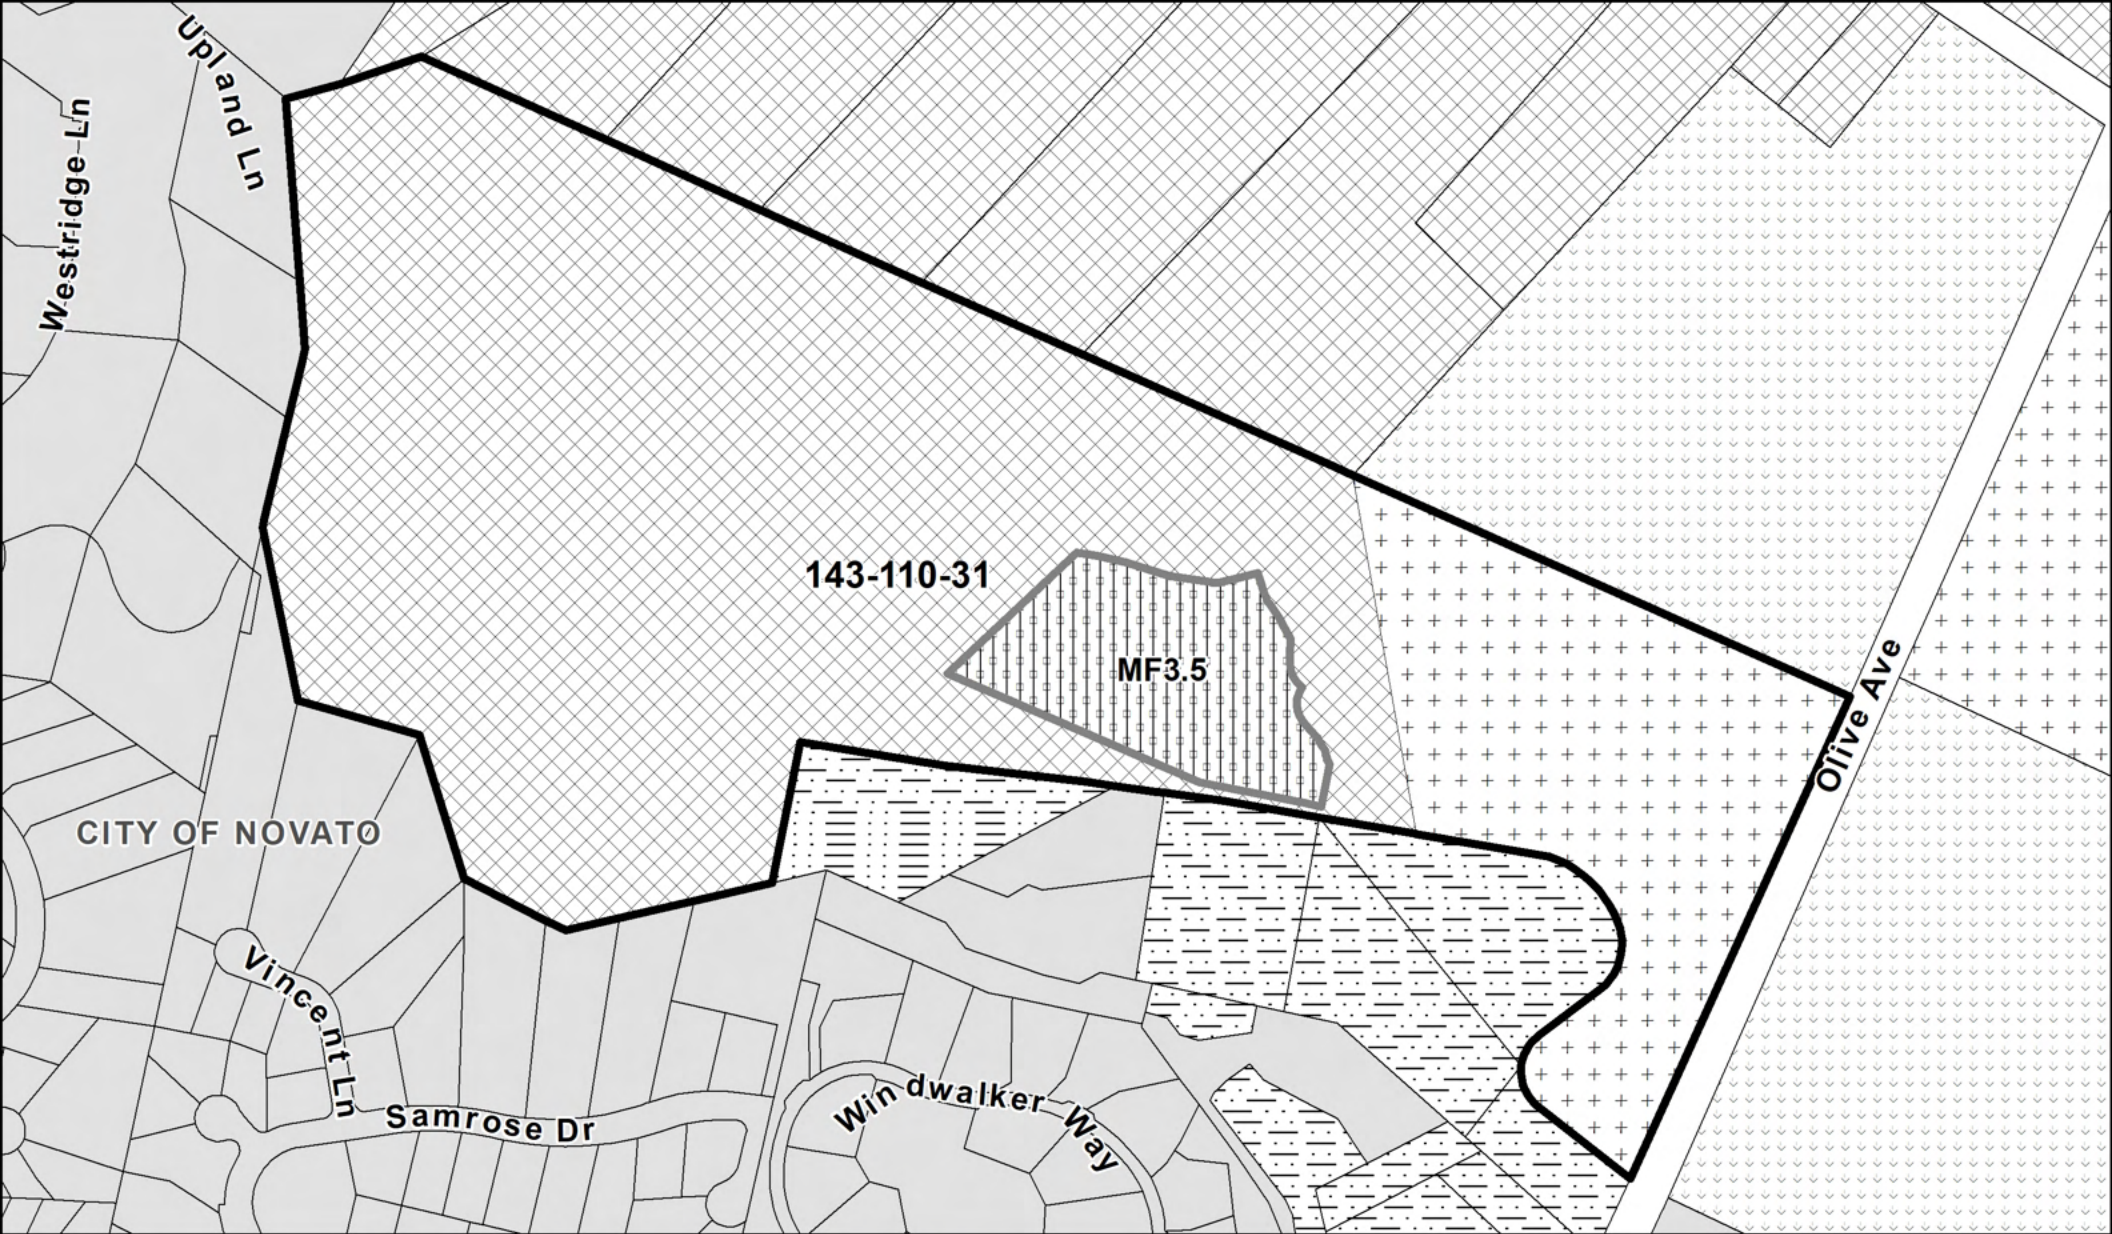 Upland Ln
Westridge Ln
143-110-31
MF3.5
Olive Ave
CITY OF NOVATO
Vincent Ln
Samrose Dr
Windwalker Way